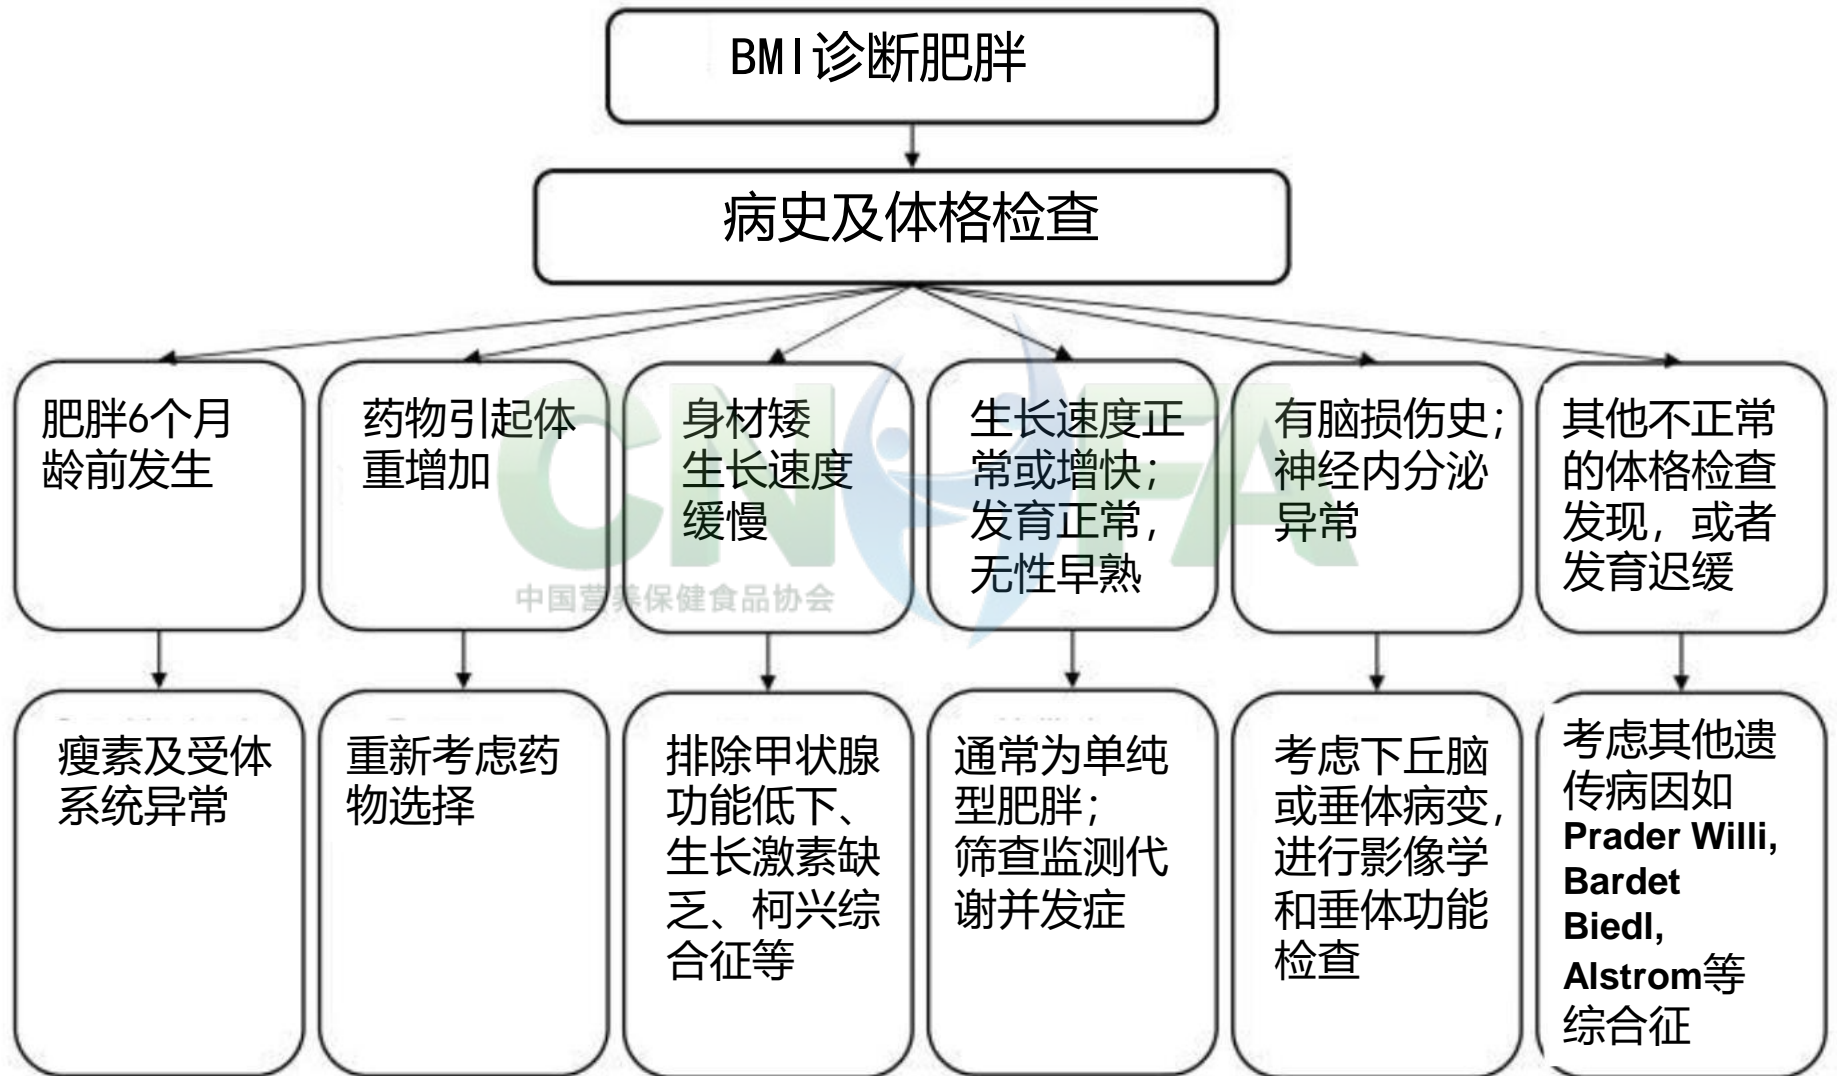 BMI诊断肥胖
病史及体格检查
肥胖6个月
龄前发生
药物引起体
重增加
身材矮
生长速度
缓慢
生长速度正
常或增快；
发育正常，
无性早熟
有脑损伤史；
神经内分泌
异常
其他不正常
的体格检查
发现，或者
发育迟缓
CNHFA
中国营养保健食品协会
瘦素及受体
系统异常
重新考虑药
物选择
排除甲状腺
功能低下、
生长激素缺
乏、柯兴综
合征等
通常为单纯
型肥胖；
筛查监测代
谢并发症
考虑下丘脑
或垂体病变，
进行影像学
和垂体功能
检查
考虑其他遗
传病因如
Prader Willi,
Bardet
Biedl,
Alstrom等
综合征